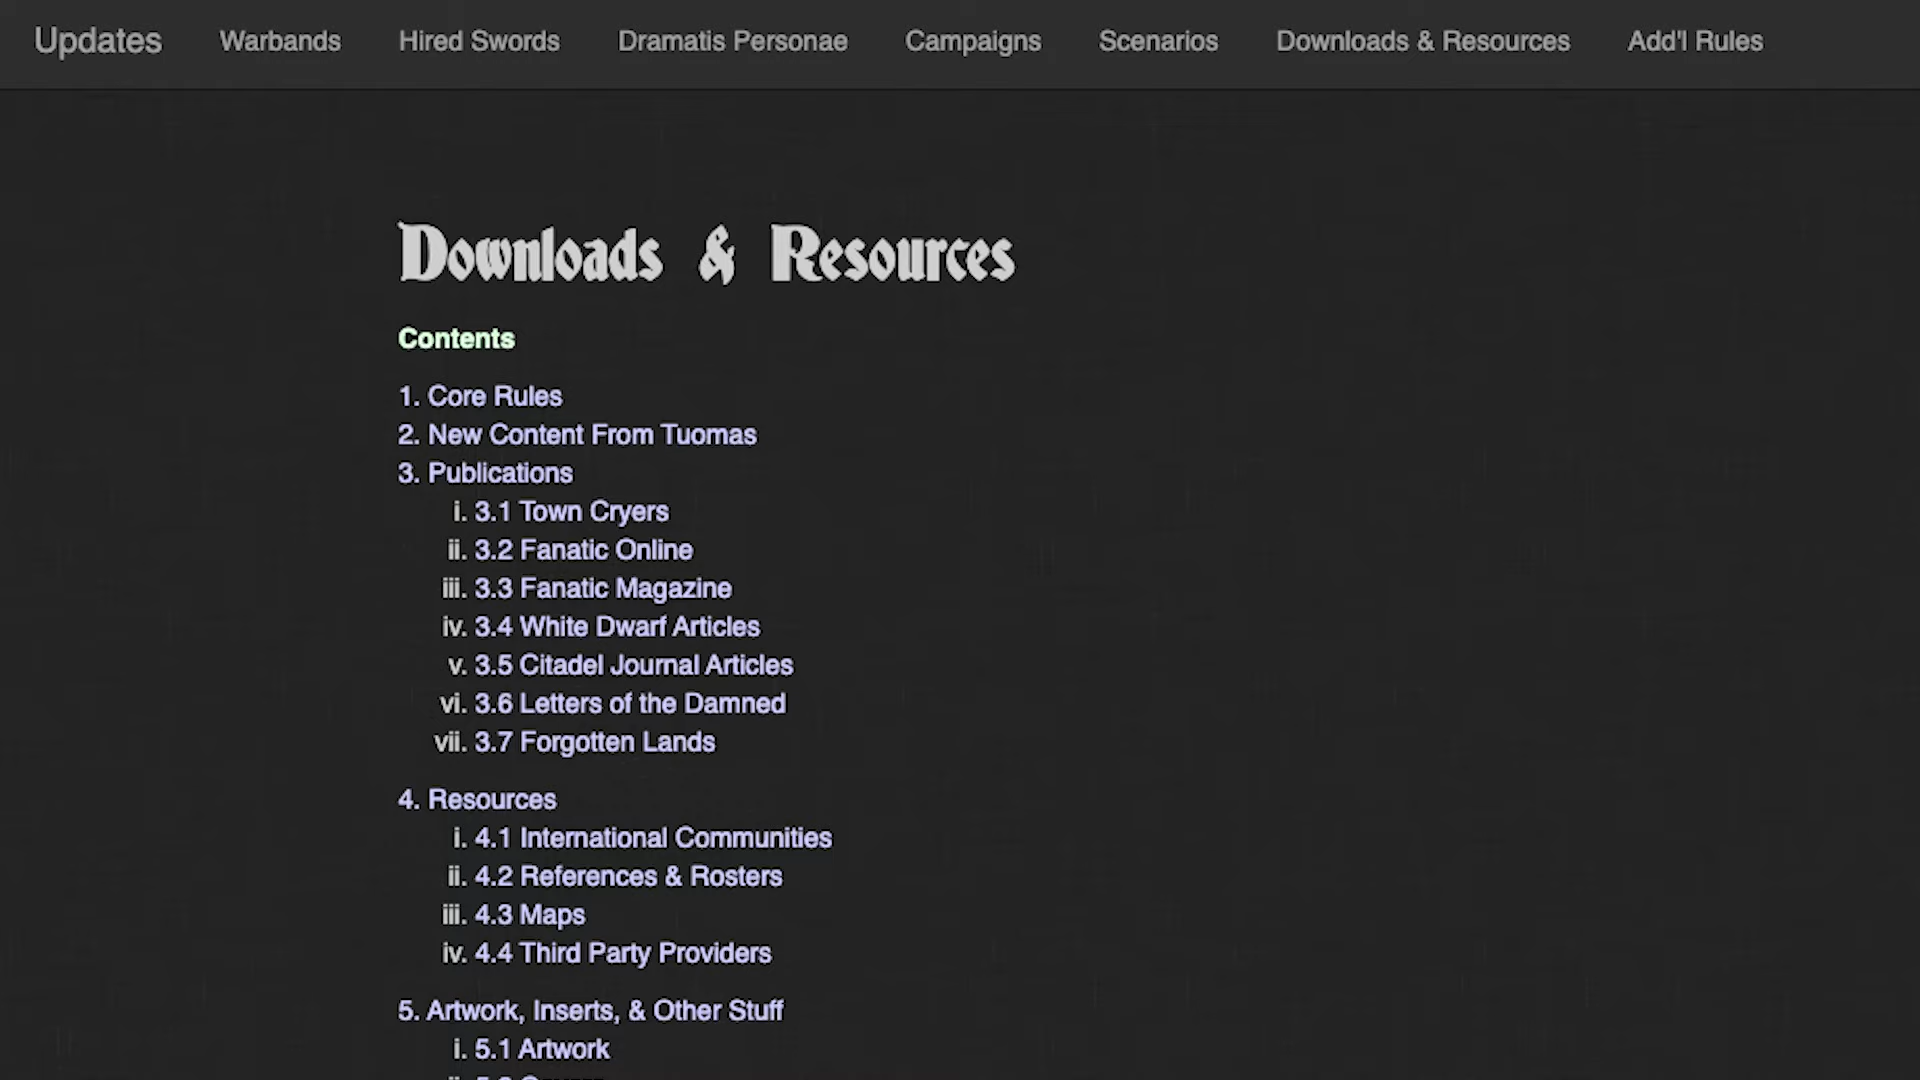 Updates Warbands Hired Swords Dramatis Personae Campaigns Scenarios Downloads & Resources Add'l Rules
Downloads & Resources
Contents
1. Core Rules
2. New Content From Tuomas
3. Publications
i. 3.1 Town Cryers
ii. 3.2 Fanatic Online
iii. 3.3 Fanatic Magazine
iv. 3.4 White Dwarf Articles
v. 3.5 Citadel Journal Articles
vi. 3.6 Letters of the Damned
vii. 3.7 Forgotten Lands
4. Resources
i. 4.1 International Communities
ii. 4.2 References & Rosters
iii. 4.3 Maps
iv. 4.4 Third Party Providers
5. Artwork, Inserts, & Other Stuff
i. 5.1 Artwork